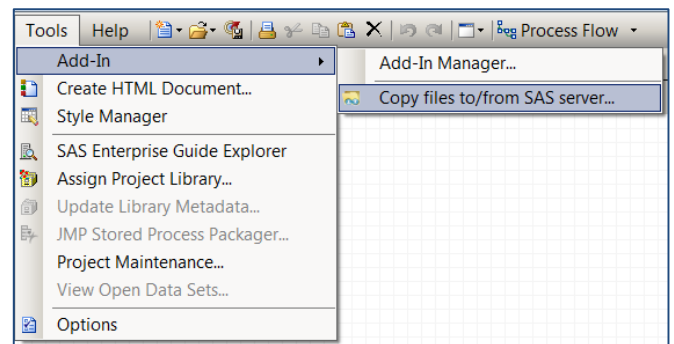 Tools Help Process Flow
Add-In
Add-In Manager...
Create HTML Document...
Copy files to/from SAS server...
Style Manager
SAS Enterprise Guide Explorer
Assign Project Library...
Update Library Metadata...
JMP Stored Process Packager...
Project Maintenance...
View Open Data Sets...
Options